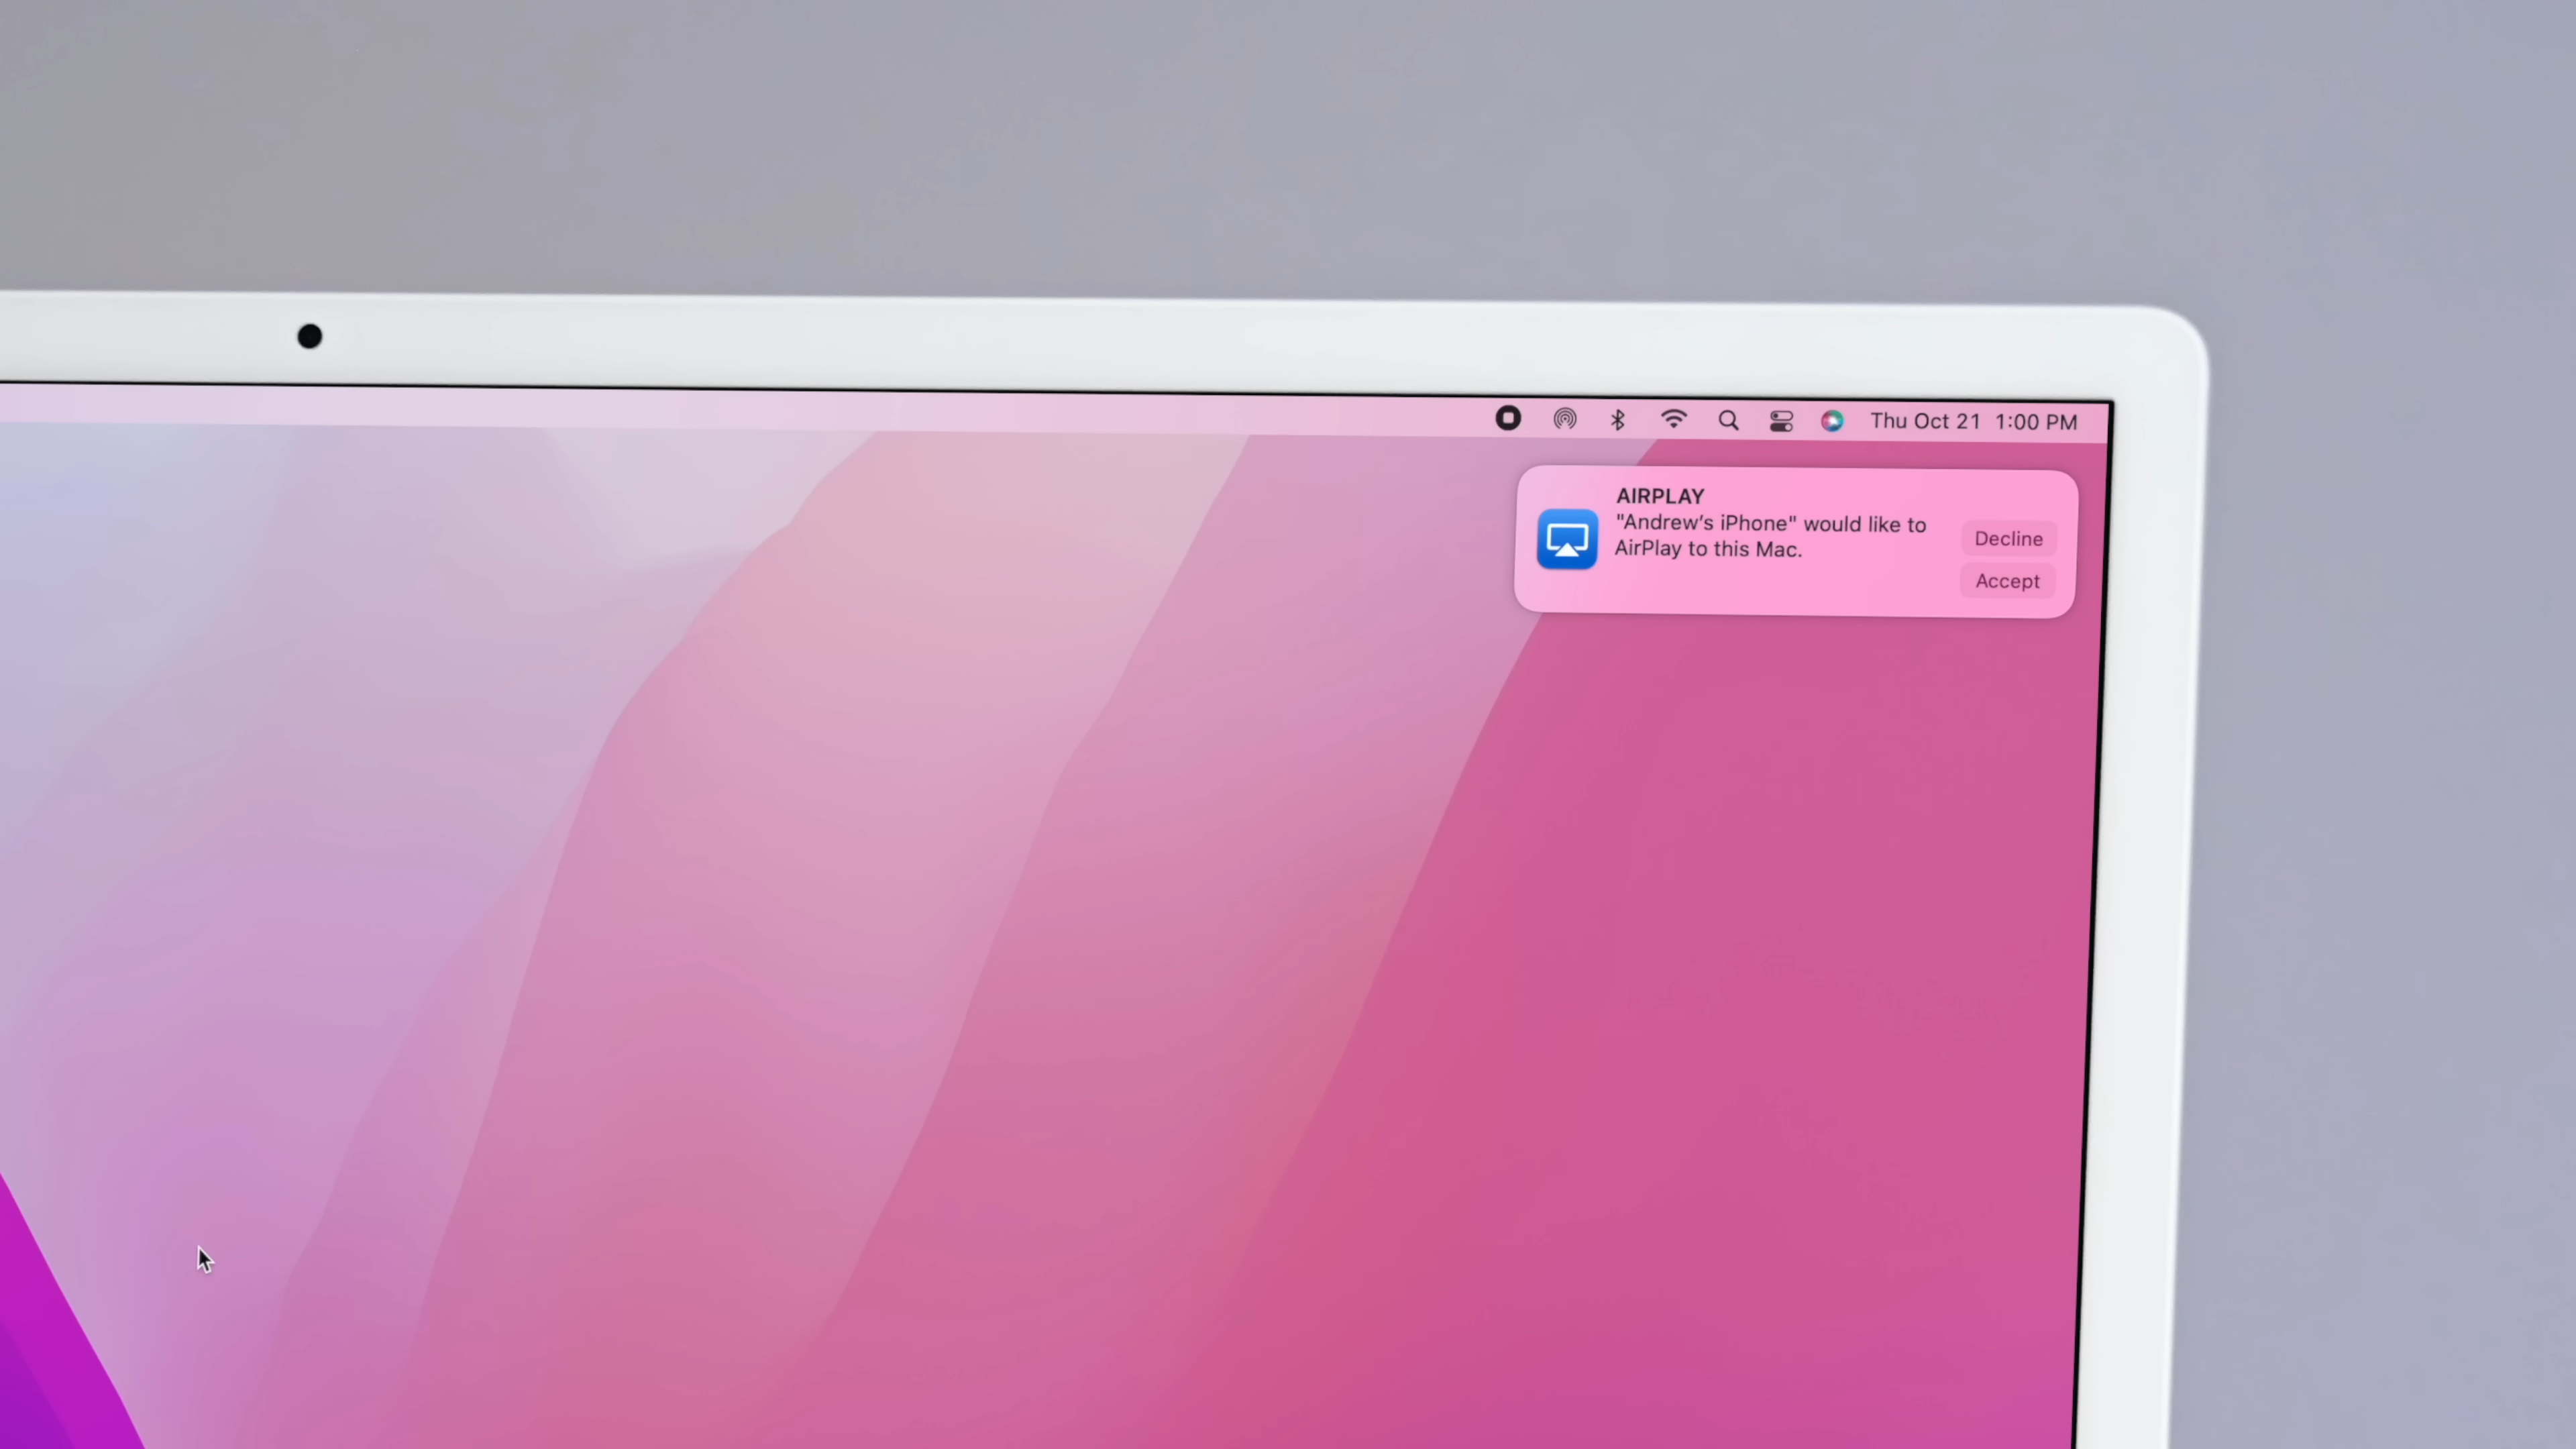 Thu Oct 21 1:00 PM
AIRPLAY
"Andrew’s iPhone" would like to
AirPlay to this Mac.
Decline
Accept